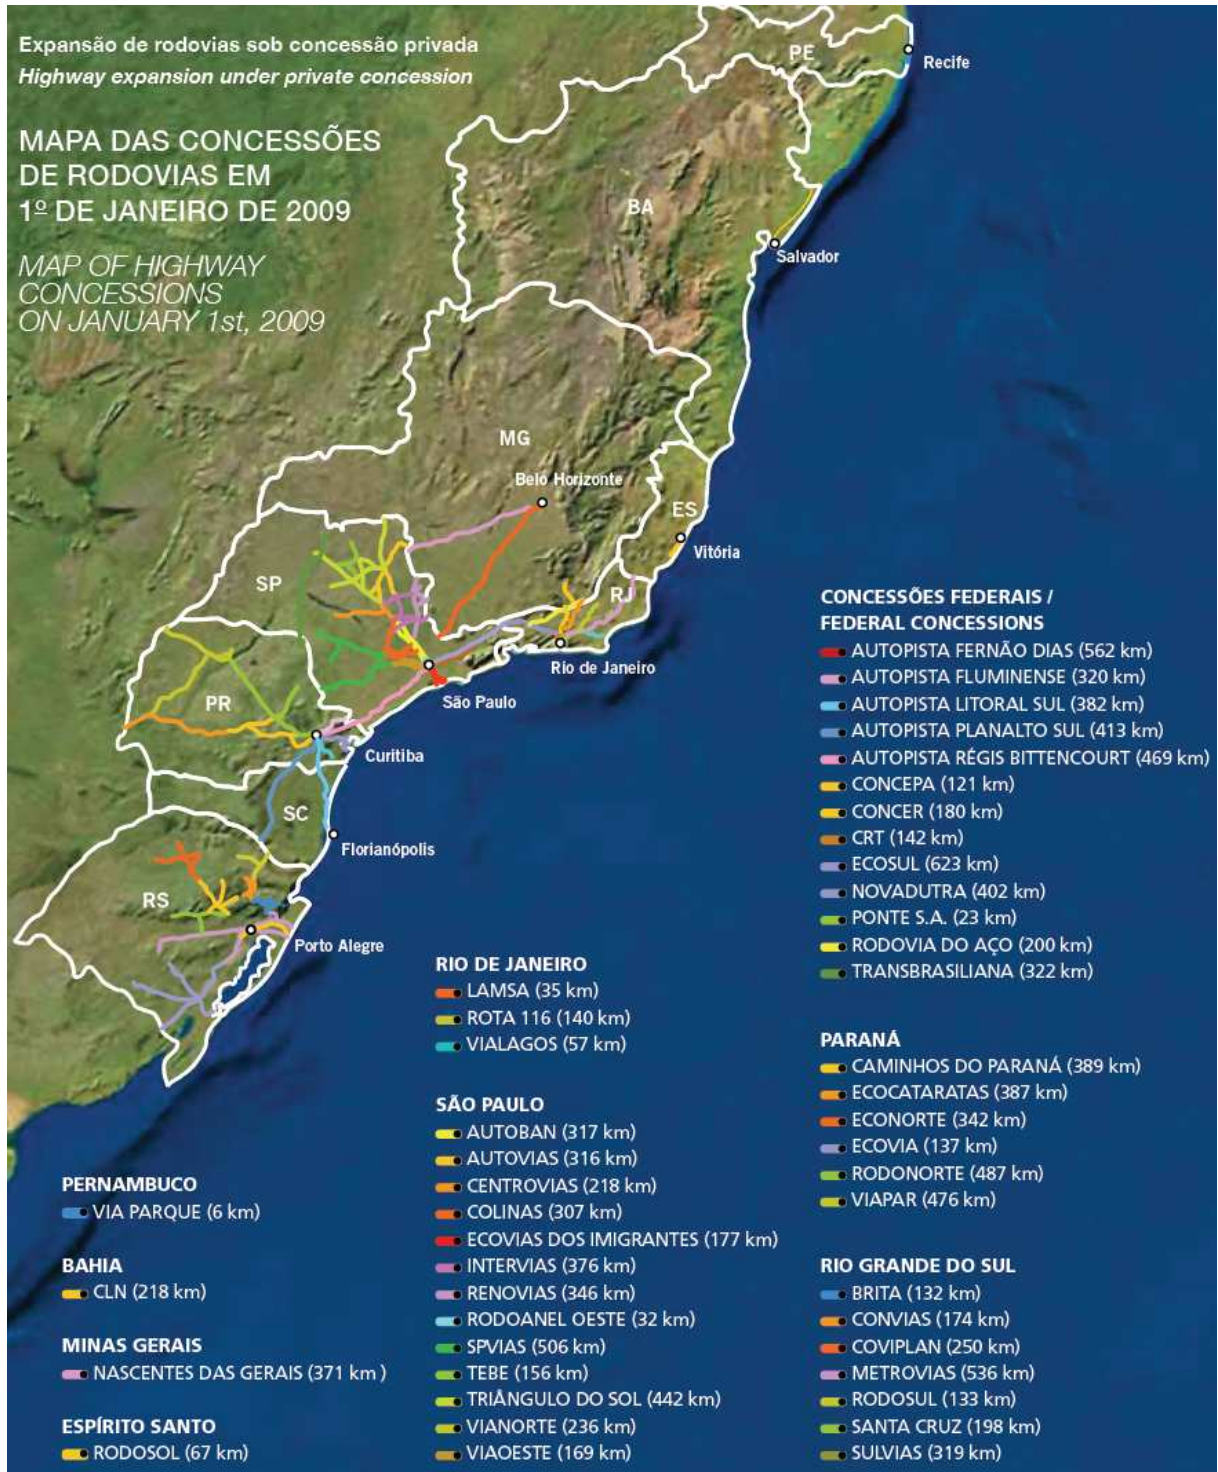 Expansão de rodovias sob concessão privada
Highway expansion under private concession
MAPA DAS CONCESSÕES
DE RODOVIAS EM
1º DE JANEIRO DE 2009
MAP OF HIGHWAY
CONCESSIONS
ON JANUARY 1st, 2009
PE
Recife
BA
Salvador
MG
Belo Horizonte
ES
Vitória
SP
RJ
Rio de Janeiro
São Paulo
PR
Curitiba
SC
Florianópolis
RS
Porto Alegre
CONCESSÕES FEDERAIS /
FEDERAL CONCESSIONS
AUTOPISTA FERNÃO DIAS (562 km)
AUTOPISTA FLUMINENSE (320 km)
AUTOPISTA LITORAL SUL (382 km)
AUTOPISTA PLANALTO SUL (413 km)
AUTOPISTA RÉGIS BITTENCOURT (469 km)
CONCEPA (121 km)
CONCER (180 km)
CRT (142 km)
ECOSUL (623 km)
NOVADUTRA (402 km)
PONTE S.A. (23 km)
RODOVIA DO AÇO (200 km)
TRANSBRASILIANA (322 km)
RIO DE JANEIRO
LAMSA (35 km)
ROTA 116 (140 km)
VIALAGOS (57 km)
SÃO PAULO
AUTOBAN (317 km)
AUTOVIAS (316 km)
CENTROVIAS (218 km)
COLINAS (307 km)
ECOVIAS DOS IMIGRANTES (177 km)
INTERVIAS (376 km)
RENOVIAS (346 km)
RODOANEL OESTE (32 km)
SPVIAS (506 km)
TEBE (156 km)
TRIÂNGULO DO SOL (442 km)
VIANORTE (236 km)
VIAOESTE (169 km)
PARANÁ
CAMINHOS DO PARANÁ (389 km)
ECOCATARATAS (387 km)
ECONORTE (342 km)
ECOVIA (137 km)
RODONORTE (487 km)
VIAPAR (476 km)
RIO GRANDE DO SUL
BRITA (132 km)
CONVIAS (174 km)
COVIPLAN (250 km)
METROVIAS (536 km)
RODOSUL (133 km)
SANTA CRUZ (198 km)
SULVIAS (319 km)
PERNAMBUCO
VIA PARQUE (6 km)
BAHIA
CLN (218 km)
MINAS GERAIS
NASCENTES DAS GERAIS (371 km )
ESPÍRITO SANTO
RODOSOL (67 km)